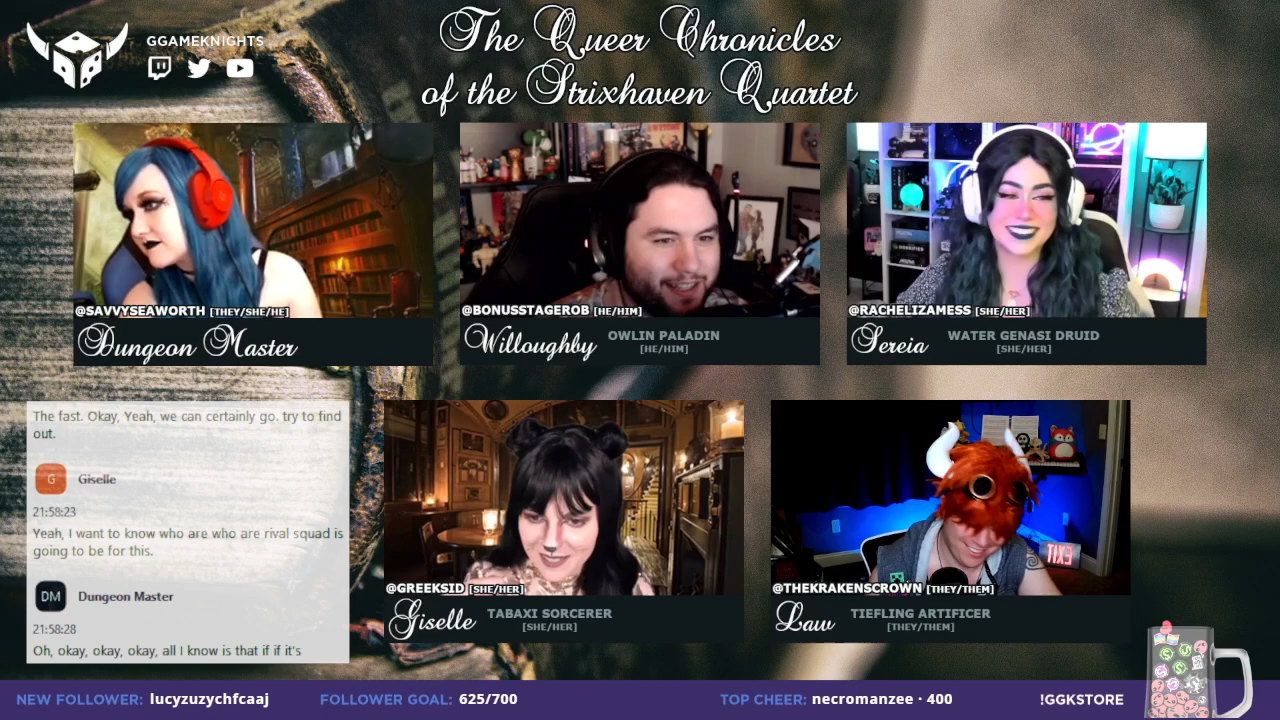 GGAMEKNIGHTS
The Queer Chronicles
of the Strixhaven Quartet
@SAVVYSEAWORTH [THEY/SHE/HE]
Dungeon Master
@BONUSSTAGEROB [HE/HIM]
Willoughby
OWLIN PALADIN
[HE/HIM]
@RACHELIZAMESS [SHE/HER]
Sereia
WATER GENASI DRUID
[SHE/HER]
The fast. Okay, Yeah, we can certainly go. try to find
out.
G
Giselle
21:58:23
Yeah, I want to know who are who are rival squad is
going to be for this.
DM
Dungeon Master
21:58:28
Oh, okay, okay, okay, all I know is that if if it's
@GREEKSID [SHE/HER]
Giselle
TABAXI SORCERER
[SHE/HER]
EXIT
@THEKRAKENSCROWN [THEY/THEM]
Law
TIEFLING ARTIFICER
[THEY/THEM]
NEW FOLLOWER: lucyzuzychfcaaj
FOLLOWER GOAL: 625/700
TOP CHEER: necromanzee · 400
!GGKSTORE